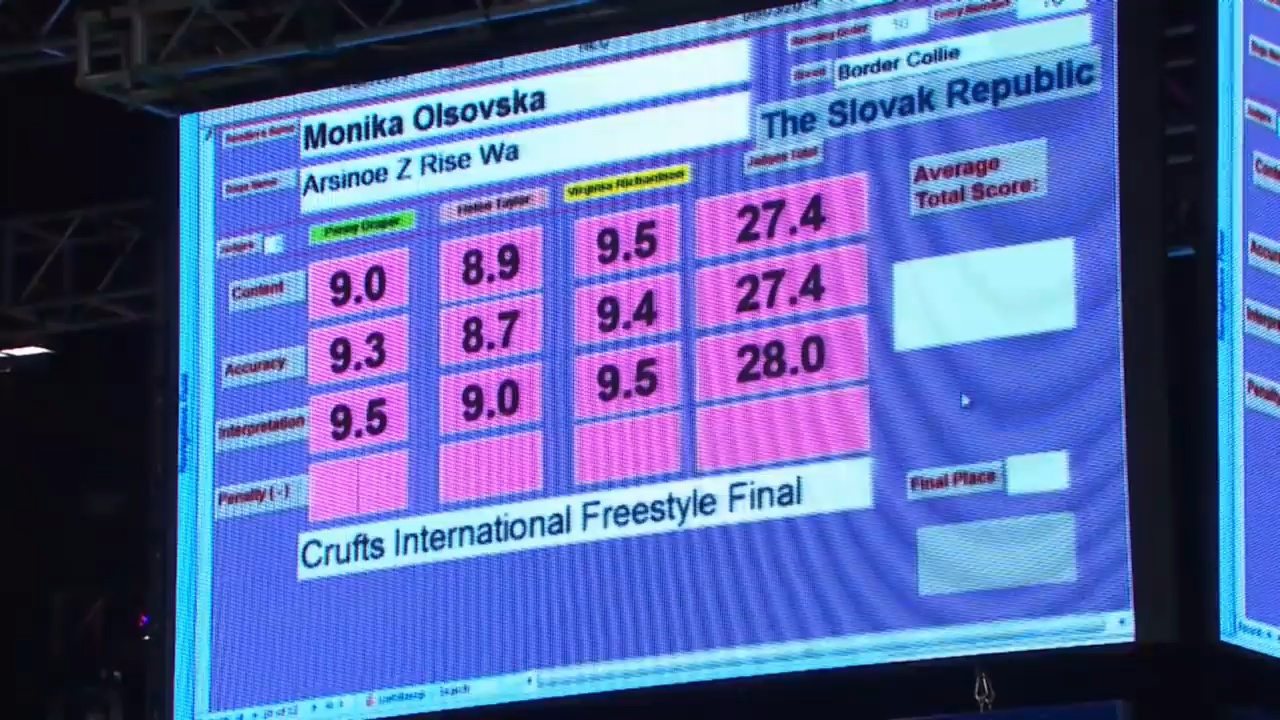 Border Collie
Monika Olsovska
The Slovak Republic
Arsinoe Z Rise Wa
Average
Total Score:
Virginia Richardson
Content 9.0 8.9 9.5 27.4
Accuracy 9.3 8.7 9.4 27.4
Interpretation 9.5 9.0 9.5 28.0
Penalty ( - )
Final Place
Crufts International Freestyle Final